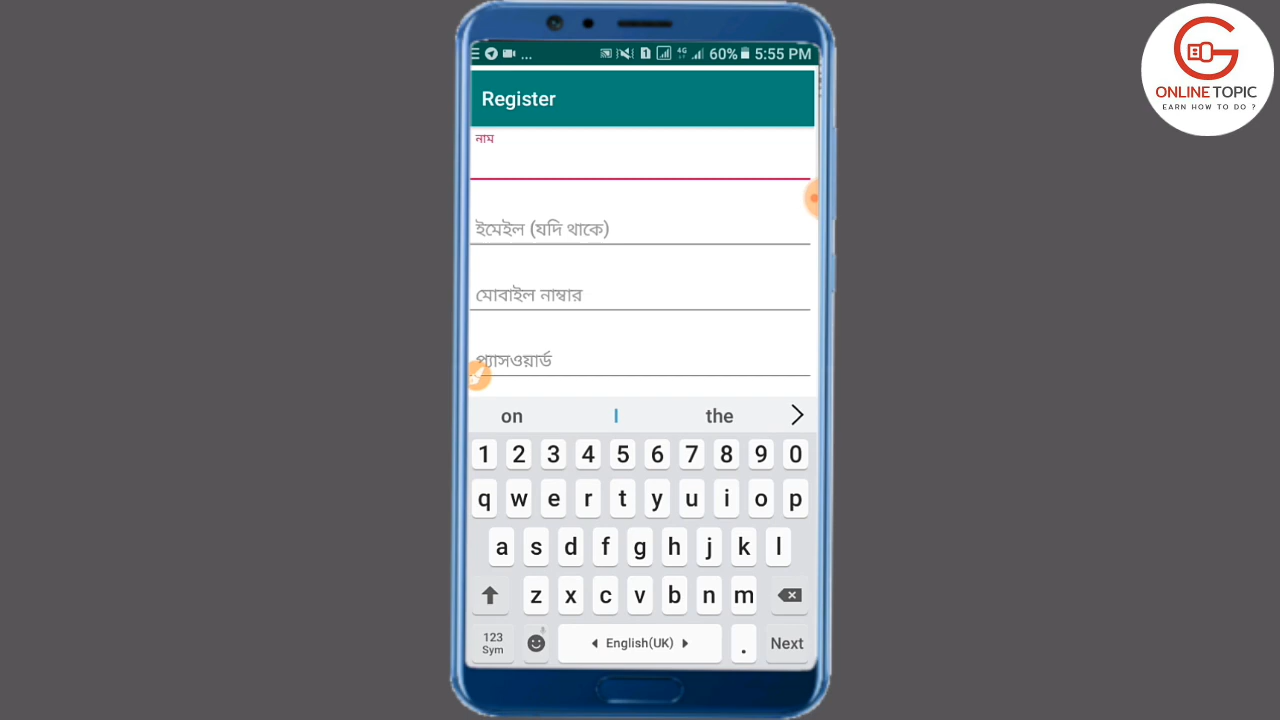 ... 4G 60% 5:55 PM
Register
নাম
ইমেইল (যদি থাকে)
মোবাইল নাম্বার
প্যাসওয়ার্ড
on I the
1 2 3 4 5 6 7 8 9 0
q w e r t y u i o p
a s d f g h j k l
z x c v b n m
123
Sym
English(UK) . Next
G
ONLINE TOPIC
EARN HOW TO DO ?